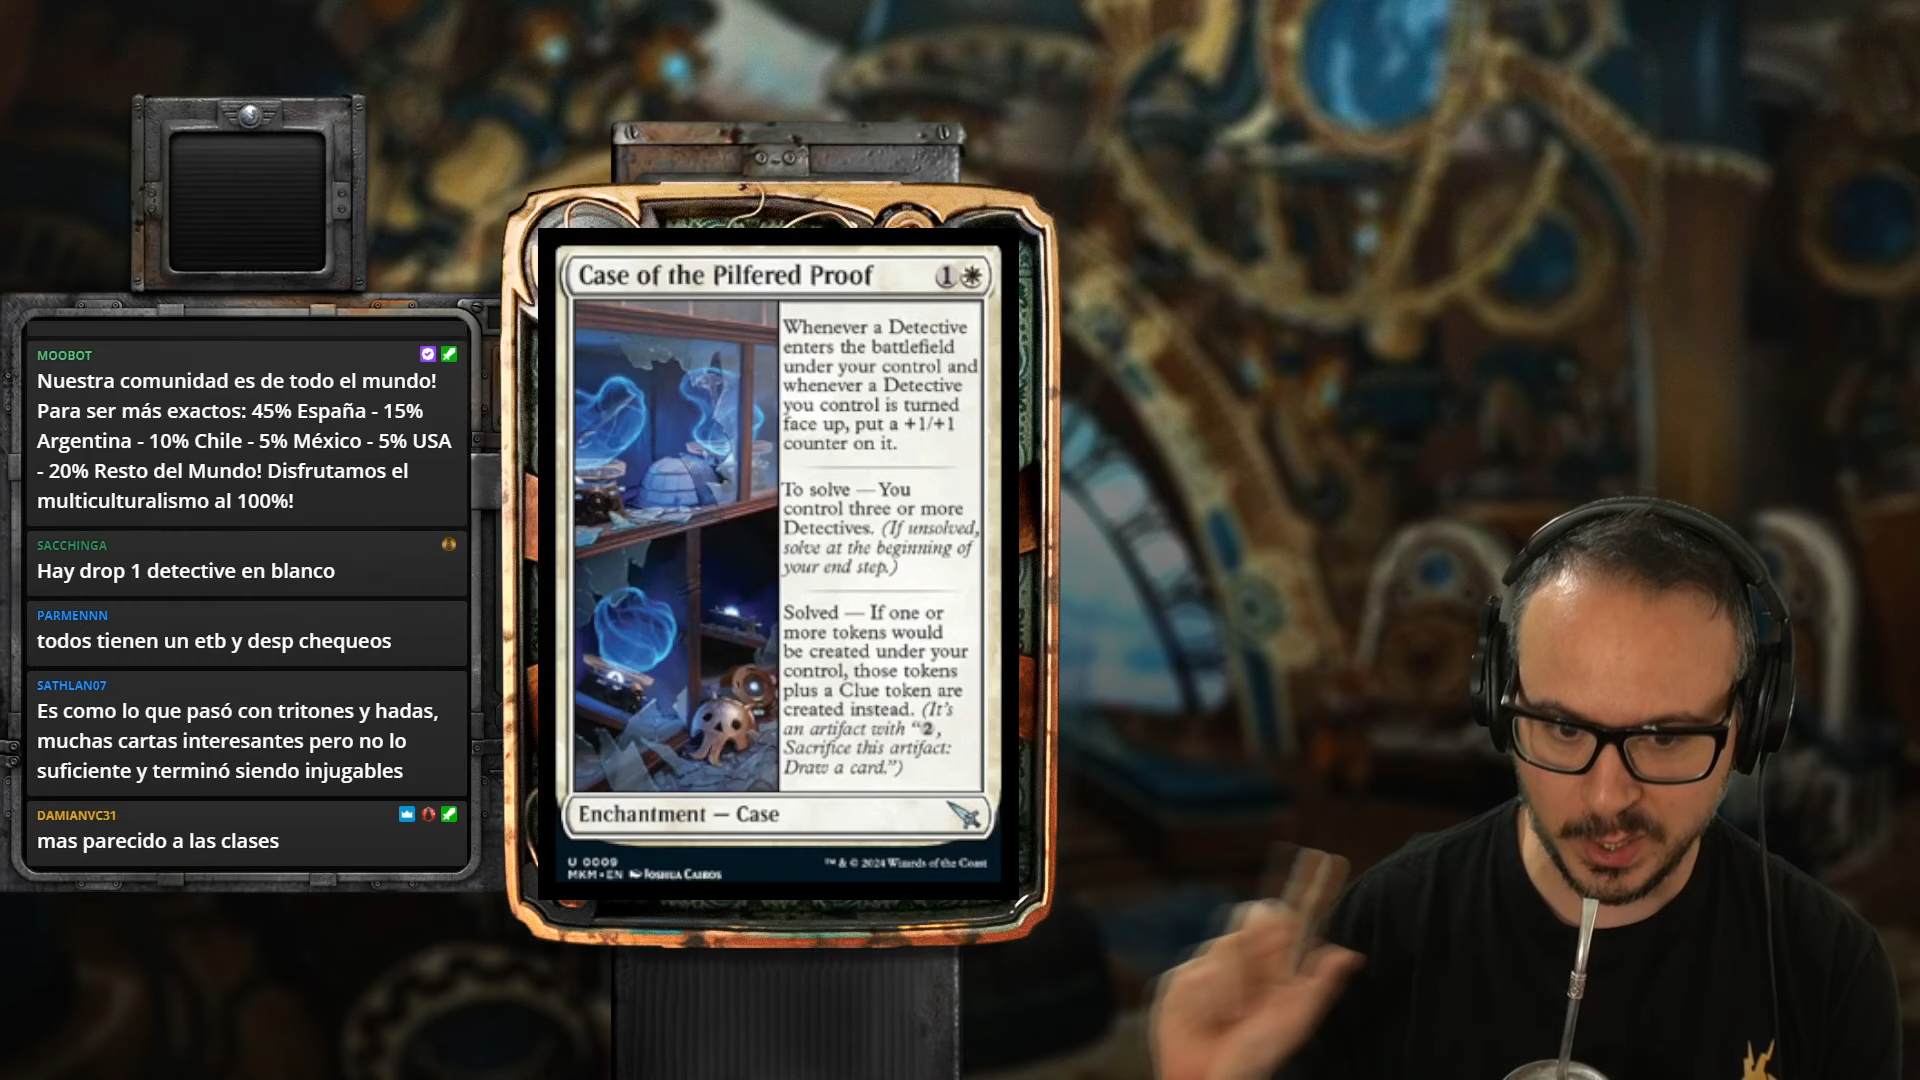 MOOBOT
Nuestra comunidad es de todo el mundo!
Para ser más exactos: 45% España - 15%
Argentina - 10% Chile - 5% México - 5% USA
- 20% Resto del Mundo! Disfrutamos el
multiculturalismo al 100%!
SACCHINGA
Hay drop 1 detective en blanco
PARMENNN
todos tienen un etb y desp chequeos
SATHLAN07
Es como lo que pasó con tritones y hadas,
muchas cartas interesantes pero no lo
suficiente y terminó siendo injugables
DAMIANVC31
mas parecido a las clases
Case of the Pilfered Proof 1
Whenever a Detective
enters the battlefield
under your control and
whenever a Detective
you control is turned
face up, put a +1/+1
counter on it.
To solve — You
control three or more
Detectives. (If unsolved,
solve at the beginning of
your end step.)
Solved — If one or
more tokens would
be created under your
control, those tokens
plus a Clue token are
created instead. (It's
an artifact with “2,
Sacrifice this artifact:
Draw a card.”)
Enchantment — Case
U 0009
MKM • EN Joshua Cairos
™ & © 2024 Wizards of the Coast